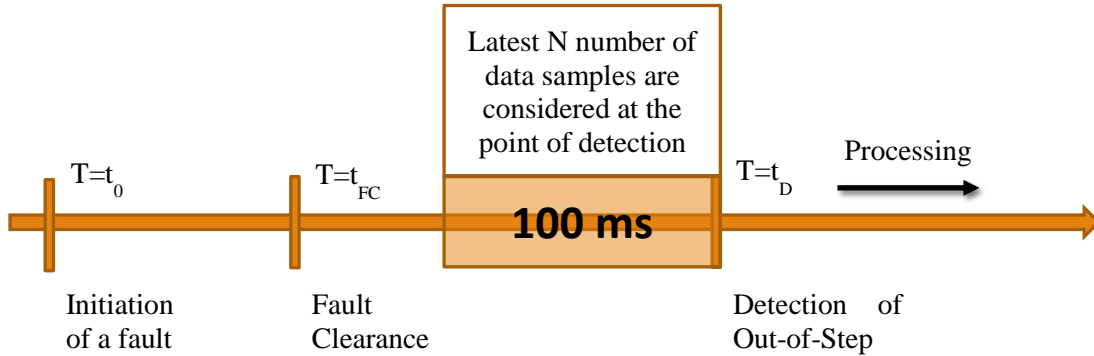 Latest N number of
data samples are
considered at the
point of detection
T=t0
T=tFC
T=tD
Processing
100 ms
Initiation
of a fault
Fault
Clearance
Detection of
Out-of-Step